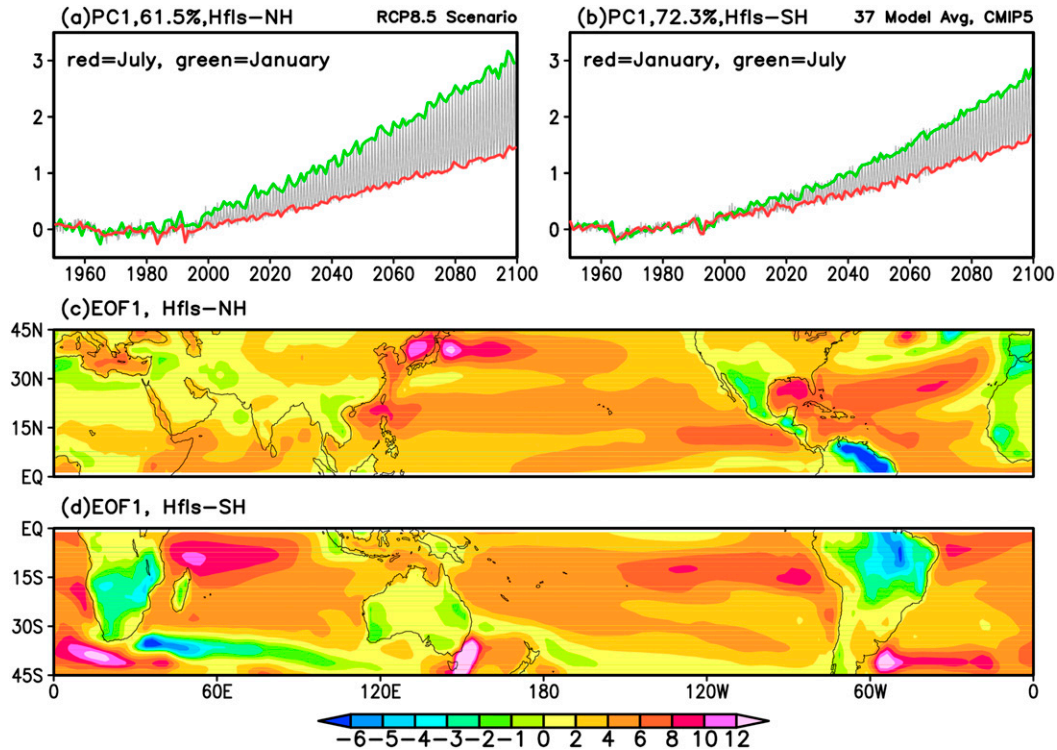 (a)PC1,61.5%,Hfls-NH RCP8.5 Scenario
(b)PC1,72.3%,Hfls-SH 37 Model Avg, CMIP5
red=July, green=January
red=January, green=July
3
2
1
0
3
2
1
0
1960 1980 2000 2020 2040 2060 2080 2100
1960 1980 2000 2020 2040 2060 2080 2100
(c)EOF1, Hfls-NH
45N
30N
15N
EQ
(d)EOF1, Hfls-SH
EQ
15S
30S
45S
0 60E 120E 180 120W 60W 0
-6 -5 -4 -3 -2 -1 0 2 4 6 8 10 12